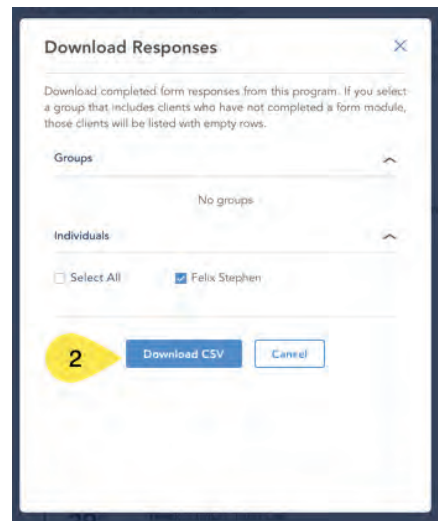 Download Responses
Download completed form responses from this program. If you select
a group that includes clients who have not completed a form module,
those clients will be listed with empty rows.
Groups
No groups
Individuals
Select All Felix Stephen
2 Download CSV Cancel